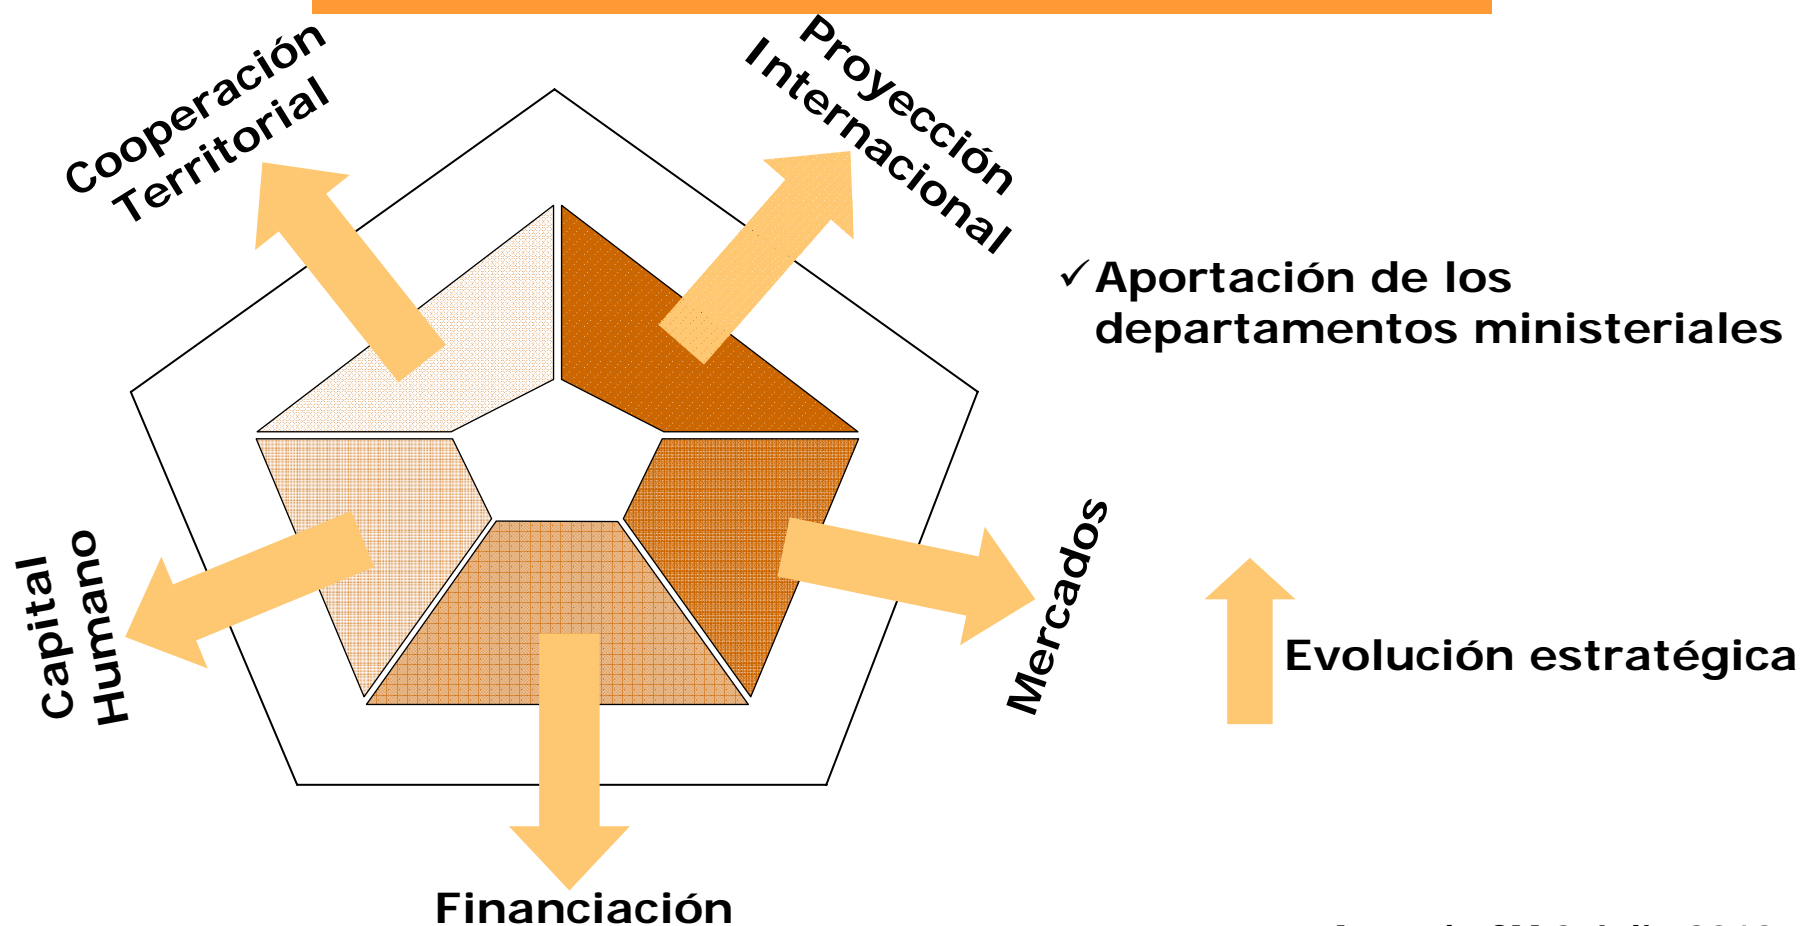 Cooperación
Territorial
Proyección
Internacional
Aportación de los
departamentos ministeriales
Capital
Humano
Mercados
Evolución estratégica
Financiación